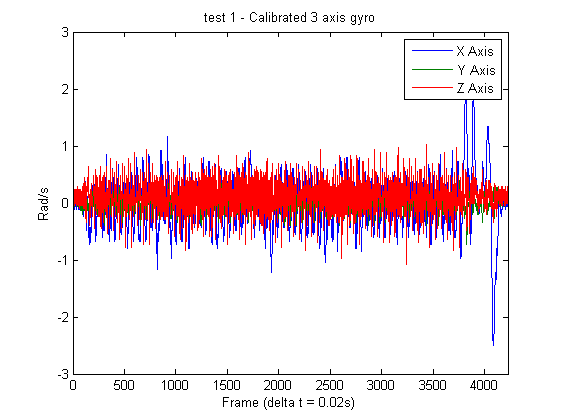 test 1 - Calibrated 3 axis gyro
3
X Axis
Y Axis
Z Axis
2
1
0
-1
-2
-3
Rad/s
0 500 1000 1500 2000 2500 3000 3500 4000
Frame (delta t = 0.02s)